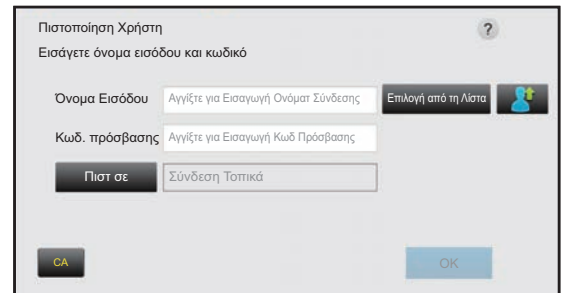 Πιστοποίηση Χρήστη
?
Εισάγετε όνομα εισόδου και κωδικό
Όνομα Εισόδου Αγγίξτε για Εισαγωγή Ονόματ Σύνδεσης Επιλογή από τη Λίστα
Κωδ. πρόσβασης Αγγίξτε για Εισαγωγή Κωδ Πρόσβασης
Πιστ σε Σύνδεση Τοπικά
CA OK